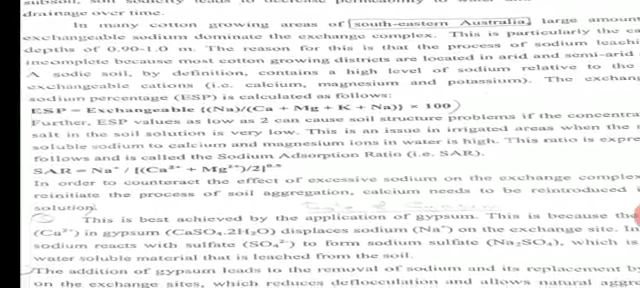 subsoil, soil sodicity leads to decrease permeability to water and
drainage over time.
In many cotton growing areas of south-eastern Australia, large amoun
exchangeable sodium dominate the exchange complex. This is particularly the ca
depths of 0.90-1.0 m. The reason for this is that the process of sodium leachi
incomplete because most cotton growing districts are located in arid and semi-arid
A sodic soil, by definition, contains a high level of sodium relative to the
exchangeable cations (i.e. calcium, magnesium and potassium). The exchan
sodium percentage (ESP) is calculated as follows:
ESP = Exchangeable {(Na)/(Ca + Mg + K + Na)} × 100
Further, ESP values as low as 2 can cause soil structure problems if the concentra
salt in the soil solution is very low. This is an issue in irrigated areas when the
soluble sodium to calcium and magnesium ions in water is high. This ratio is expre
follows and is called the Sodium Adsorption Ratio (i.e. SAR).
SAR = Na⁺ / [(Ca²⁺ + Mg²⁺)/2]⁰·⁵
In order to counteract the effect of excessive sodium on the exchange complex
reinitiate the process of soil aggregation, calcium needs to be reintroduced
solution.
This is best achieved by the application of gypsum. This is because the
(Ca²⁺) in gypsum (CaSO₄.2H₂O) displaces sodium (Na⁺) on the exchange site. In
sodium reacts with sulfate (SO₄²⁻) to form sodium sulfate (Na₂SO₄), which is
water soluble material that is leached from the soil.
The addition of gypsum leads to the removal of sodium and its replacement b
on the exchange sites, which reduces deflocculation and allows natural aggre